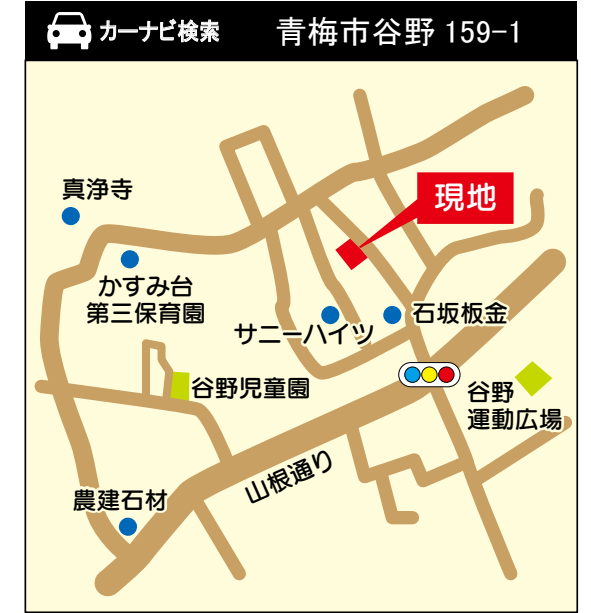 カーナビ検索 青梅市谷野 159-1
真浄寺
現地
かすみ台
第三保育園
サニーハイツ
石坂板金
谷野児童園
谷野
運動広場
山根通り
農建石材